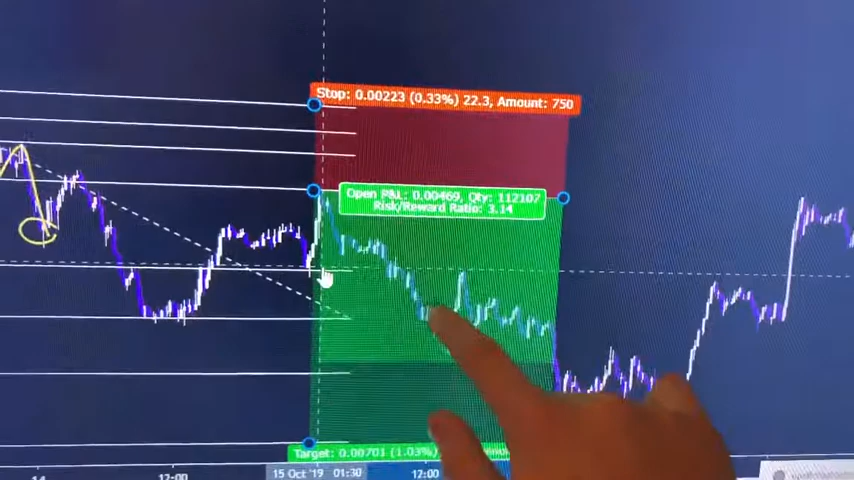 Stop: 0.00223 (0.33%) 22.3, Amount: 750
Open P&L: 0.00469, Qty: 112107
Risk/Reward Ratio: 3.14
Target: 0.00701 (1.03%)
14
12:00
15 Oct '19 01:30
12:00